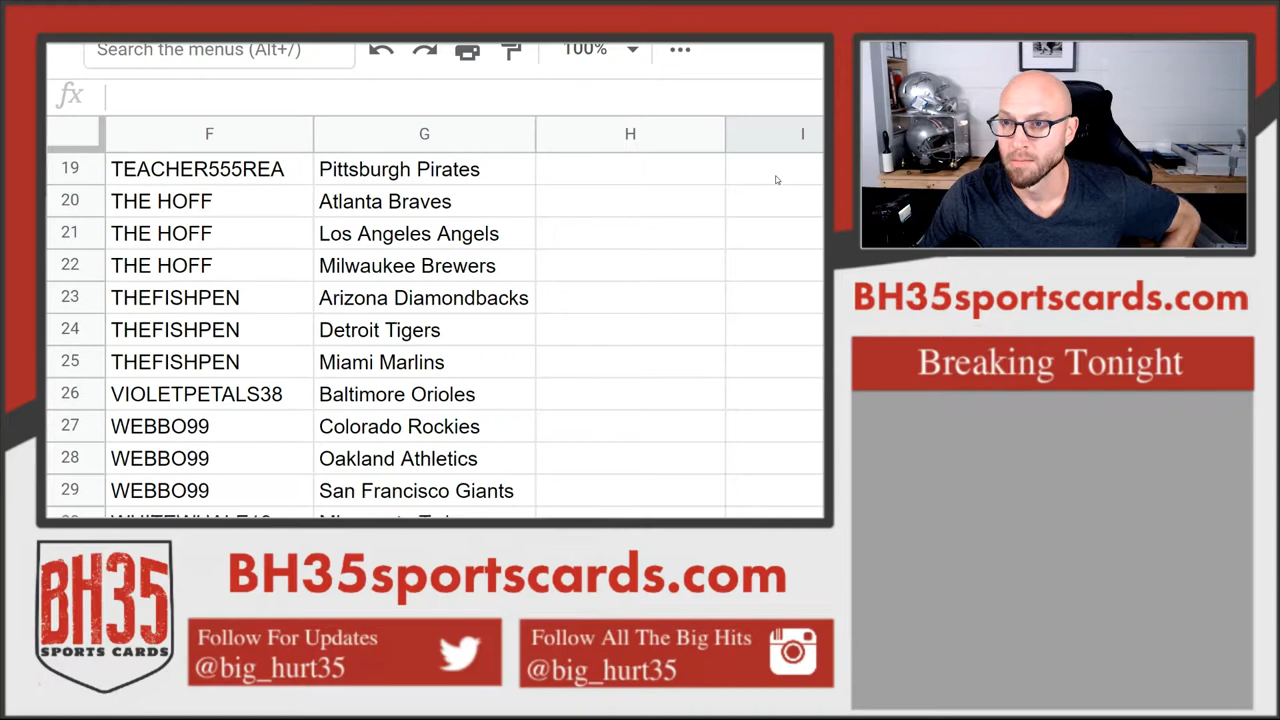 Search the menus (Alt+/)
100%
fx
F G H I
19 TEACHER555REA Pittsburgh Pirates
20 THE HOFF Atlanta Braves
21 THE HOFF Los Angeles Angels
22 THE HOFF Milwaukee Brewers
23 THEFISHPEN Arizona Diamondbacks
24 THEFISHPEN Detroit Tigers
25 THEFISHPEN Miami Marlins
26 VIOLETPETALS38 Baltimore Orioles
27 WEBBO99 Colorado Rockies
28 WEBBO99 Oakland Athletics
29 WEBBO99 San Francisco Giants
BH35sportscards.com
Breaking Tonight
BH35
SPORTS CARDS
BH35sportscards.com
Follow For Updates
@big_hurt35
Follow All The Big Hits
@big_hurt35